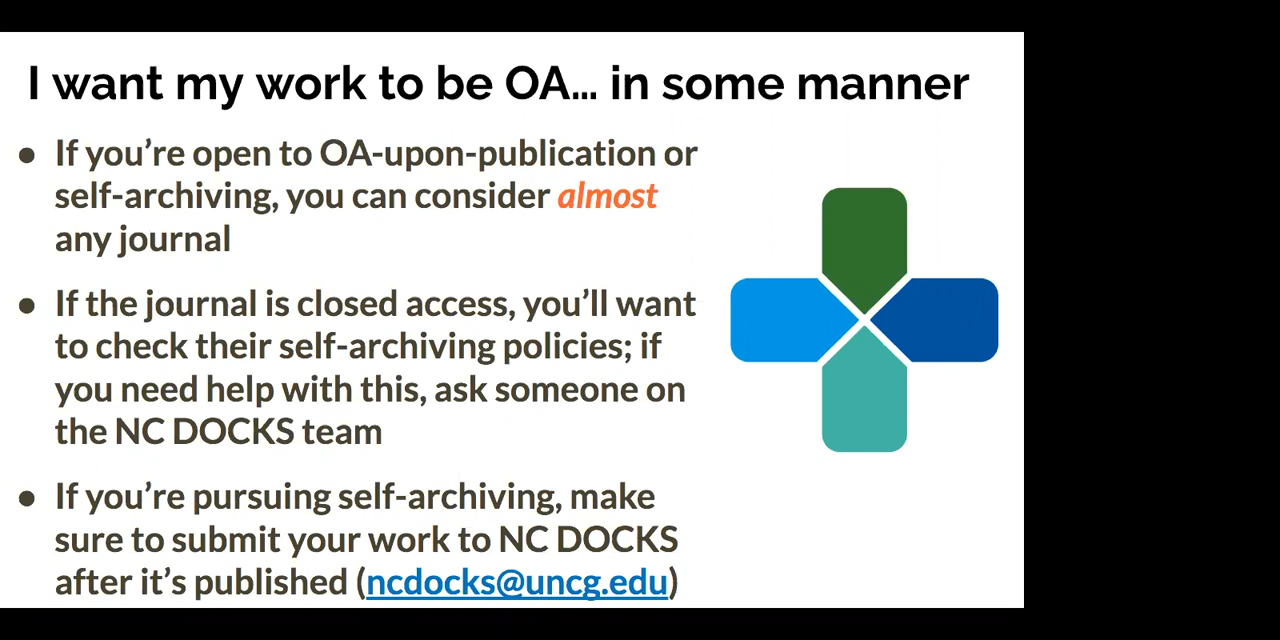 I want my work to be OA… in some manner
● If you’re open to OA-upon-publication or
self-archiving, you can consider almost
any journal
● If the journal is closed access, you’ll want
to check their self-archiving policies; if
you need help with this, ask someone on
the NC DOCKS team
● If you’re pursuing self-archiving, make
sure to submit your work to NC DOCKS
after it’s published (ncdocks@uncg.edu)